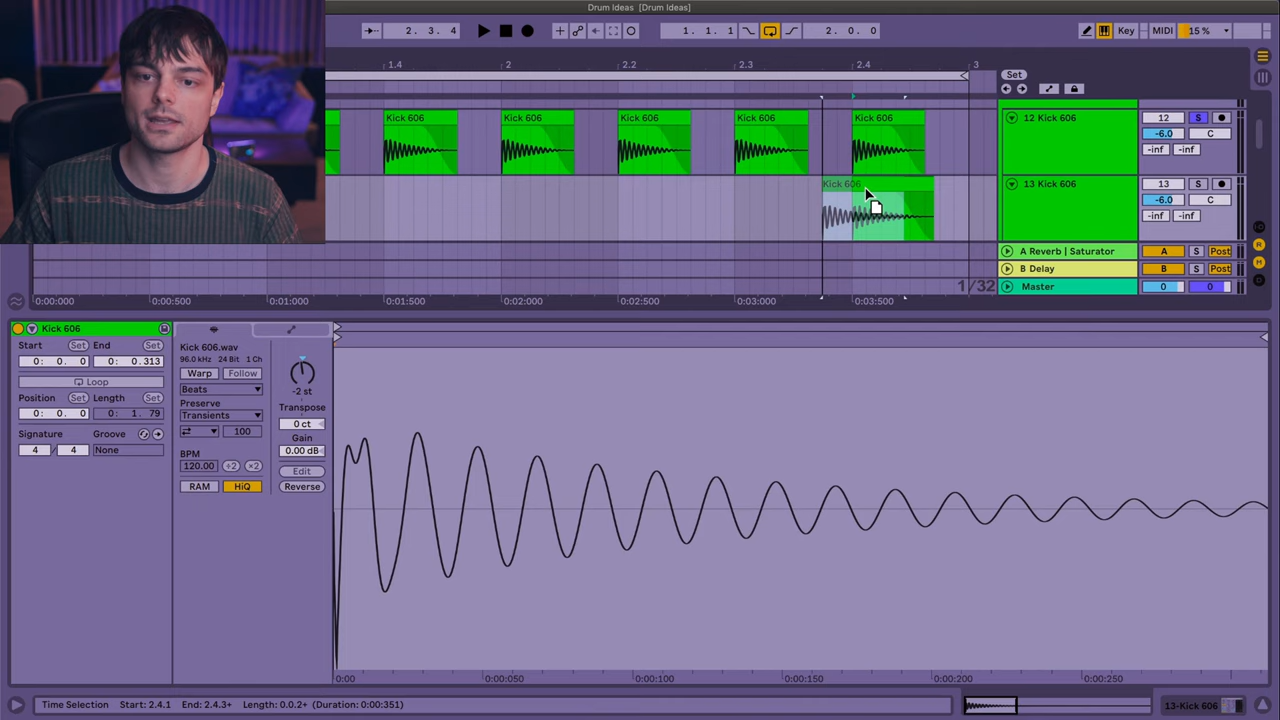 Drum Ideas [Drum Ideas]
2. 3. 4
1. 1. 1
2. 0. 0
Key
MIDI
15 %
1.4
2
2.2
2.3
2.4
3
Set
Kick 606
Kick 606
Kick 606
Kick 606
Kick 606
12 Kick 606
12
S
-6.0
C
-inf
-inf
Kick 606
13 Kick 606
13
S
-6.0
C
-inf
-inf
A Reverb | Saturator
A
S
Post
B Delay
B
S
Post
1/32
Master
0
0
0:00:000
0:00:500
0:01:000
0:01:500
0:02:000
0:02:500
0:03:000
0:03:500
Kick 606
Start
Set
End
Set
0: 0. 0
0: 0.313
Loop
Position
Set
Length
Set
0: 0. 0
0: 1. 79
Signature
Groove
4 / 4
None
Kick 606.wav
96.0 kHz 24 Bit 1 Ch
Warp
Follow
Beats
Preserve
Transients
100
BPM
120.00
÷2
×2
RAM
HiQ
-2 st
Transpose
0 ct
Gain
0.00 dB
Edit
Reverse
0:00
0:00:050
0:00:100
0:00:150
0:00:200
0:00:250
Time Selection Start: 2.4.1 End: 2.4.3+ Length: 0.0.2+ (Duration: 0:00:351)
13-Kick 606